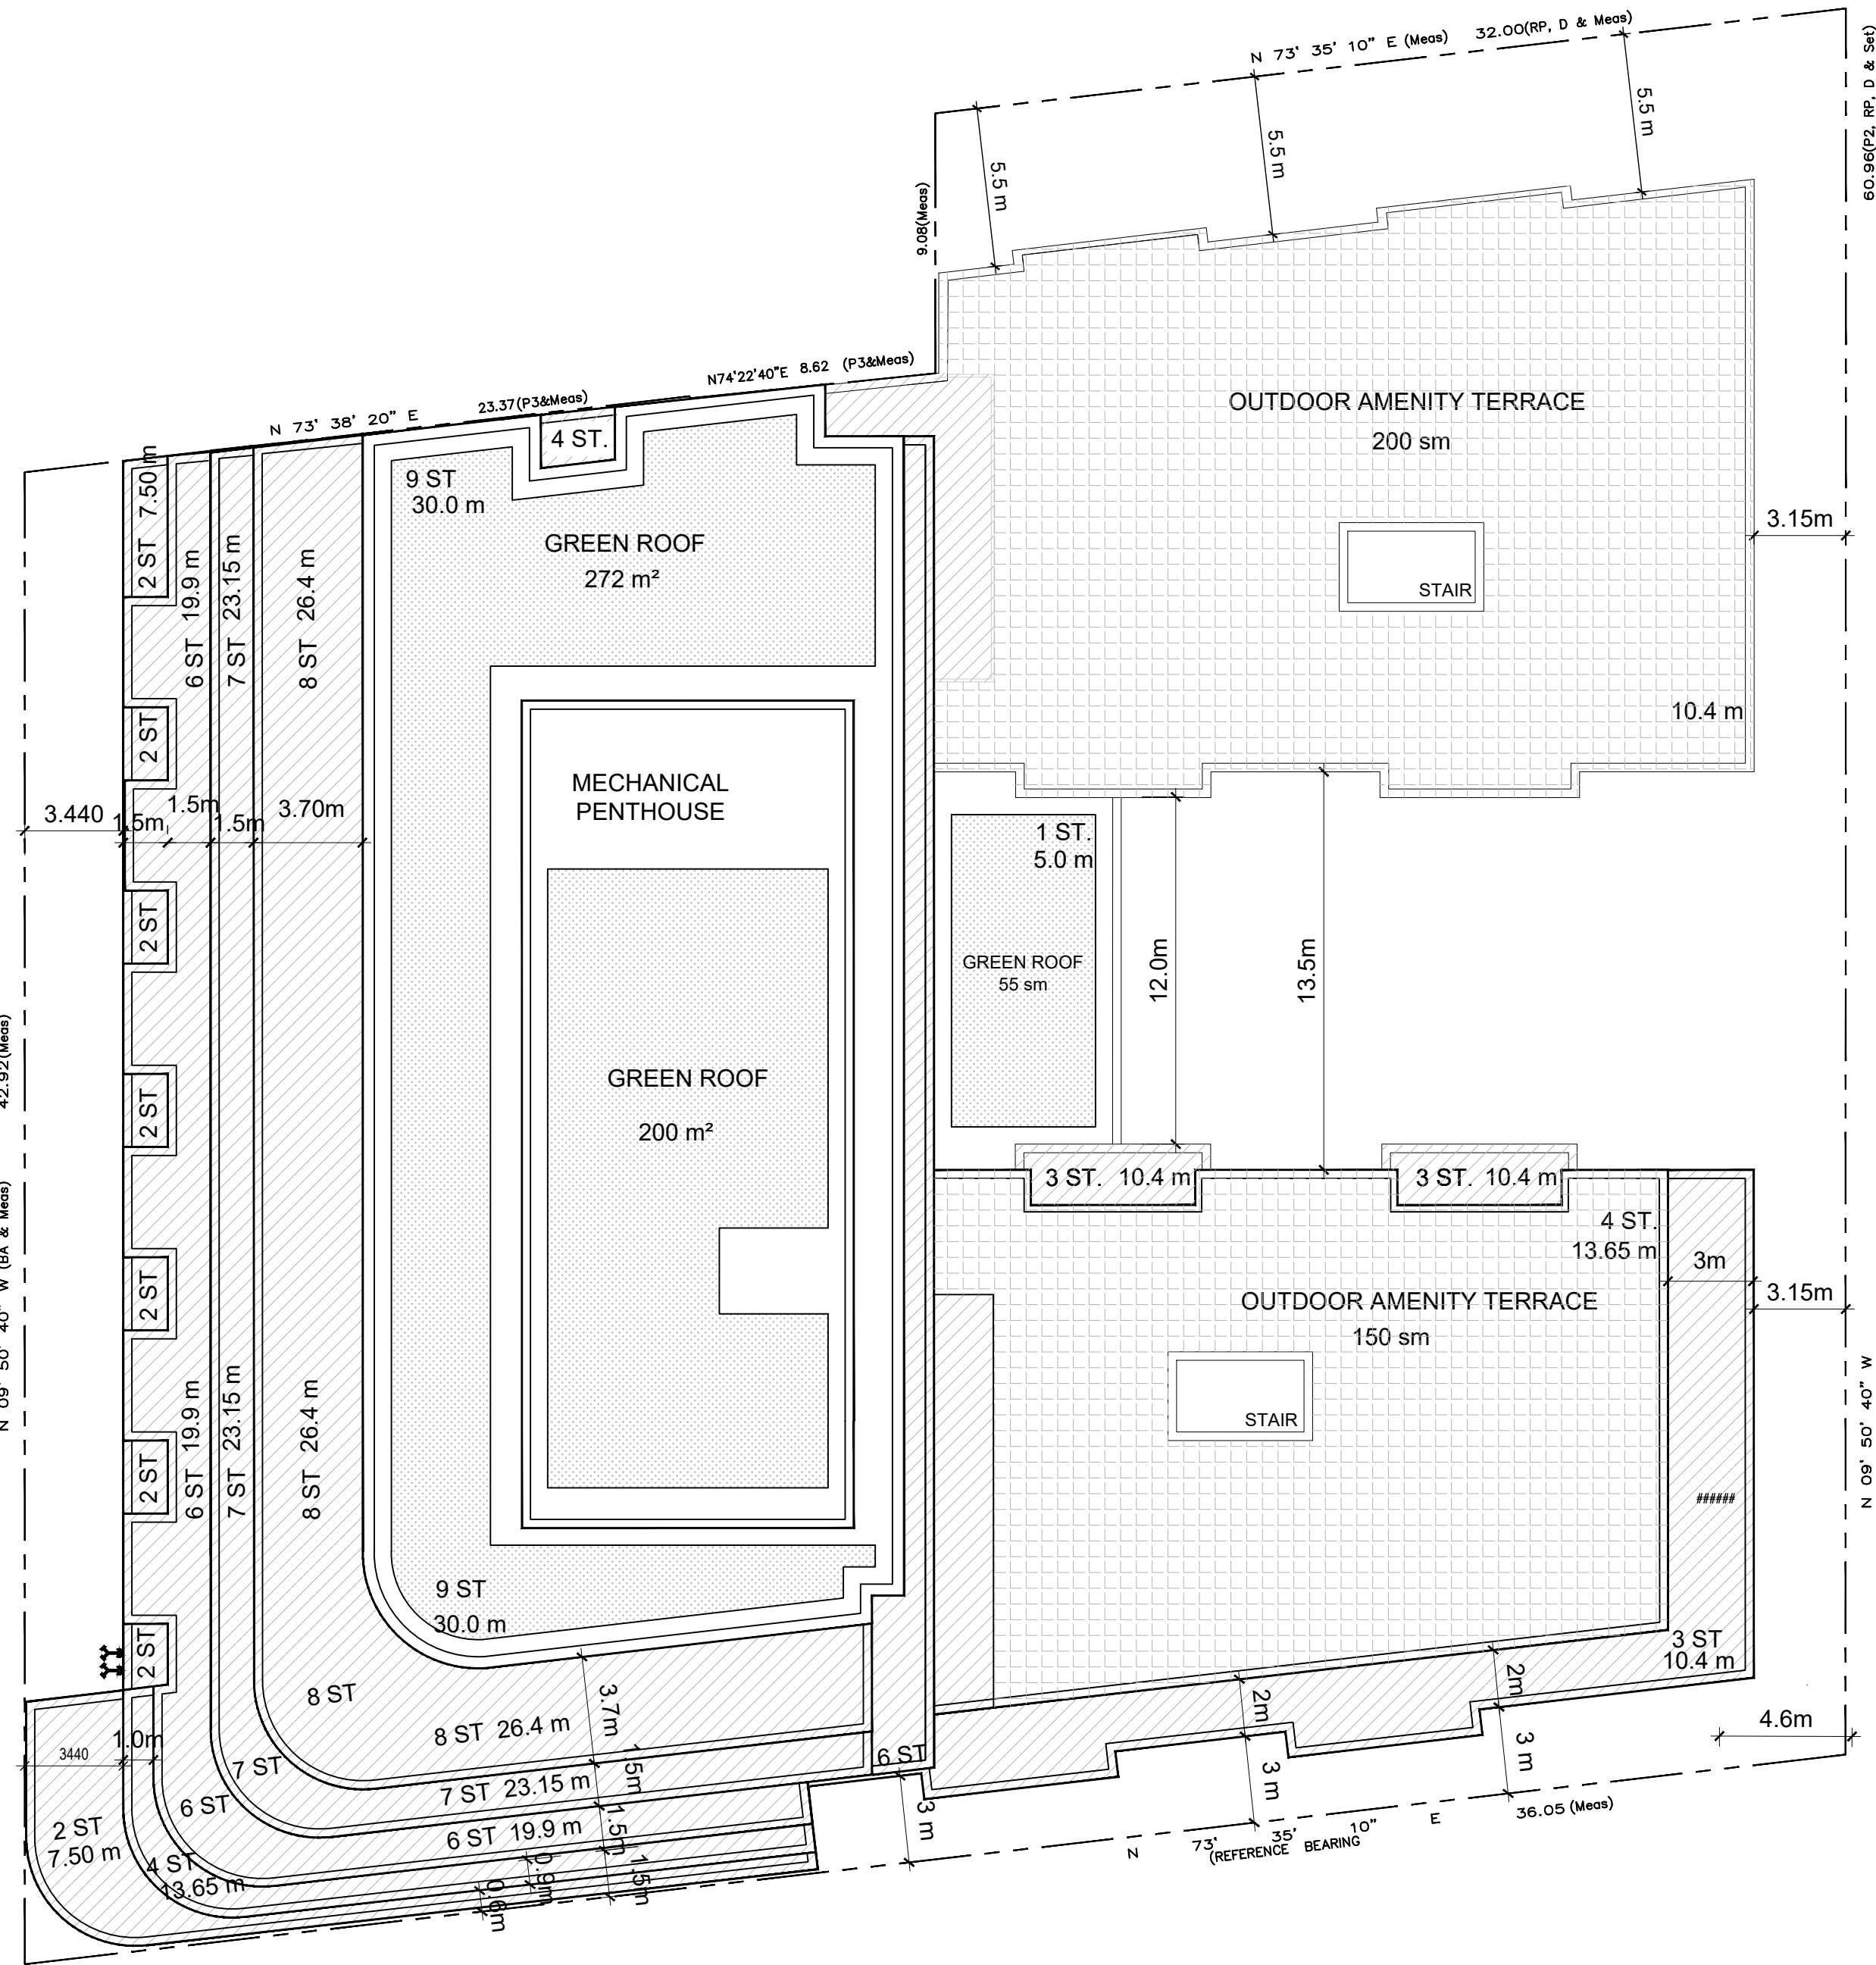 N 73' 35' 10" E (Meas) 32.00(RP, D & Meas)
60.96(P2, RP, D & Set)
5.5 m
5.5 m
5.5 m
9.08(Meas)
N74'22'40"E 8.62 (P3&Meas)
23.37(P3&Meas)
N 73' 38' 20" E
4 ST.
OUTDOOR AMENITY TERRACE
200 sm
2 ST 7.50 m
9 ST
30.0 m
6 ST 19.9 m
7 ST 23.15 m
8 ST 26.4 m
GREEN ROOF
272 m²
3.15m
STAIR
10.4 m
2 ST
MECHANICAL
PENTHOUSE
3.440
1.5m
1.5m
1.5m
3.70m
1 ST.
5.0 m
2 ST
GREEN ROOF
55 sm
12.0m
13.5m
42.92(Meas)
N 09' 50' 40" W (BA & Meas)
GREEN ROOF
200 m²
2 ST
3 ST. 10.4 m
3 ST. 10.4 m
4 ST.
13.65 m
3m
3.15m
2 ST
OUTDOOR AMENITY TERRACE
150 sm
STAIR
6 ST 19.9 m
7 ST 23.15 m
8 ST 26.4 m
2 ST
N 09' 50' 40" W
######
9 ST
30.0 m
2 ST
3 ST
10.4 m
8 ST
3.7m
2m
2m
8 ST 26.4 m
4.6m
1.0m
3440
7 ST
6 ST
7 ST 23.15 m
1.5m
3 m
3 m
3 m
6 ST
6 ST 19.9 m
1.5m
2 ST
7.50 m
4 ST
13.65 m
0.9m
1.5m
0.6m
36.05 (Meas)
N 73' 35' 10" E
(REFERENCE BEARING